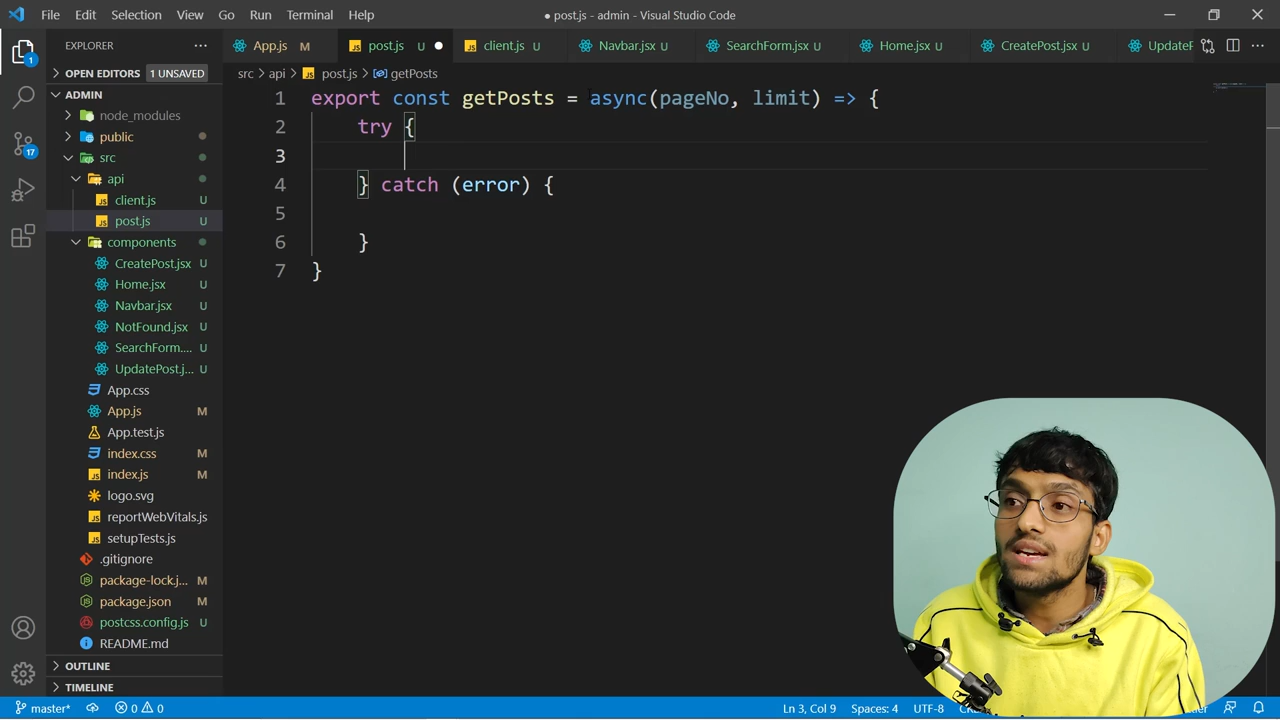 File Edit Selection View Go Run Terminal Help
● post.js - admin - Visual Studio Code
EXPLORER
App.js M
post.js U
client.js U
Navbar.jsx U
SearchForm.jsx U
Home.jsx U
CreatePost.jsx U
UpdateF
OPEN EDITORS 1 UNSAVED
src > api > post.js > getPosts
ADMIN
node_modules
public
src
api
client.js U
post.js U
components
CreatePost.jsx U
Home.jsx U
Navbar.jsx U
NotFound.jsx U
SearchForm.... U
UpdatePost.j... U
App.css
App.js M
App.test.js
index.css M
index.js M
logo.svg
reportWebVitals.js
setupTests.js
.gitignore
package-lock.j... M
package.json M
postcss.config.js U
README.md
OUTLINE
TIMELINE
1
17
1 export const getPosts = async(pageNo, limit) => {
2 try {
3
4 } catch (error) {
5
6 }
7 }
master* 0 0
Ln 3, Col 9 Spaces: 4 UTF-8